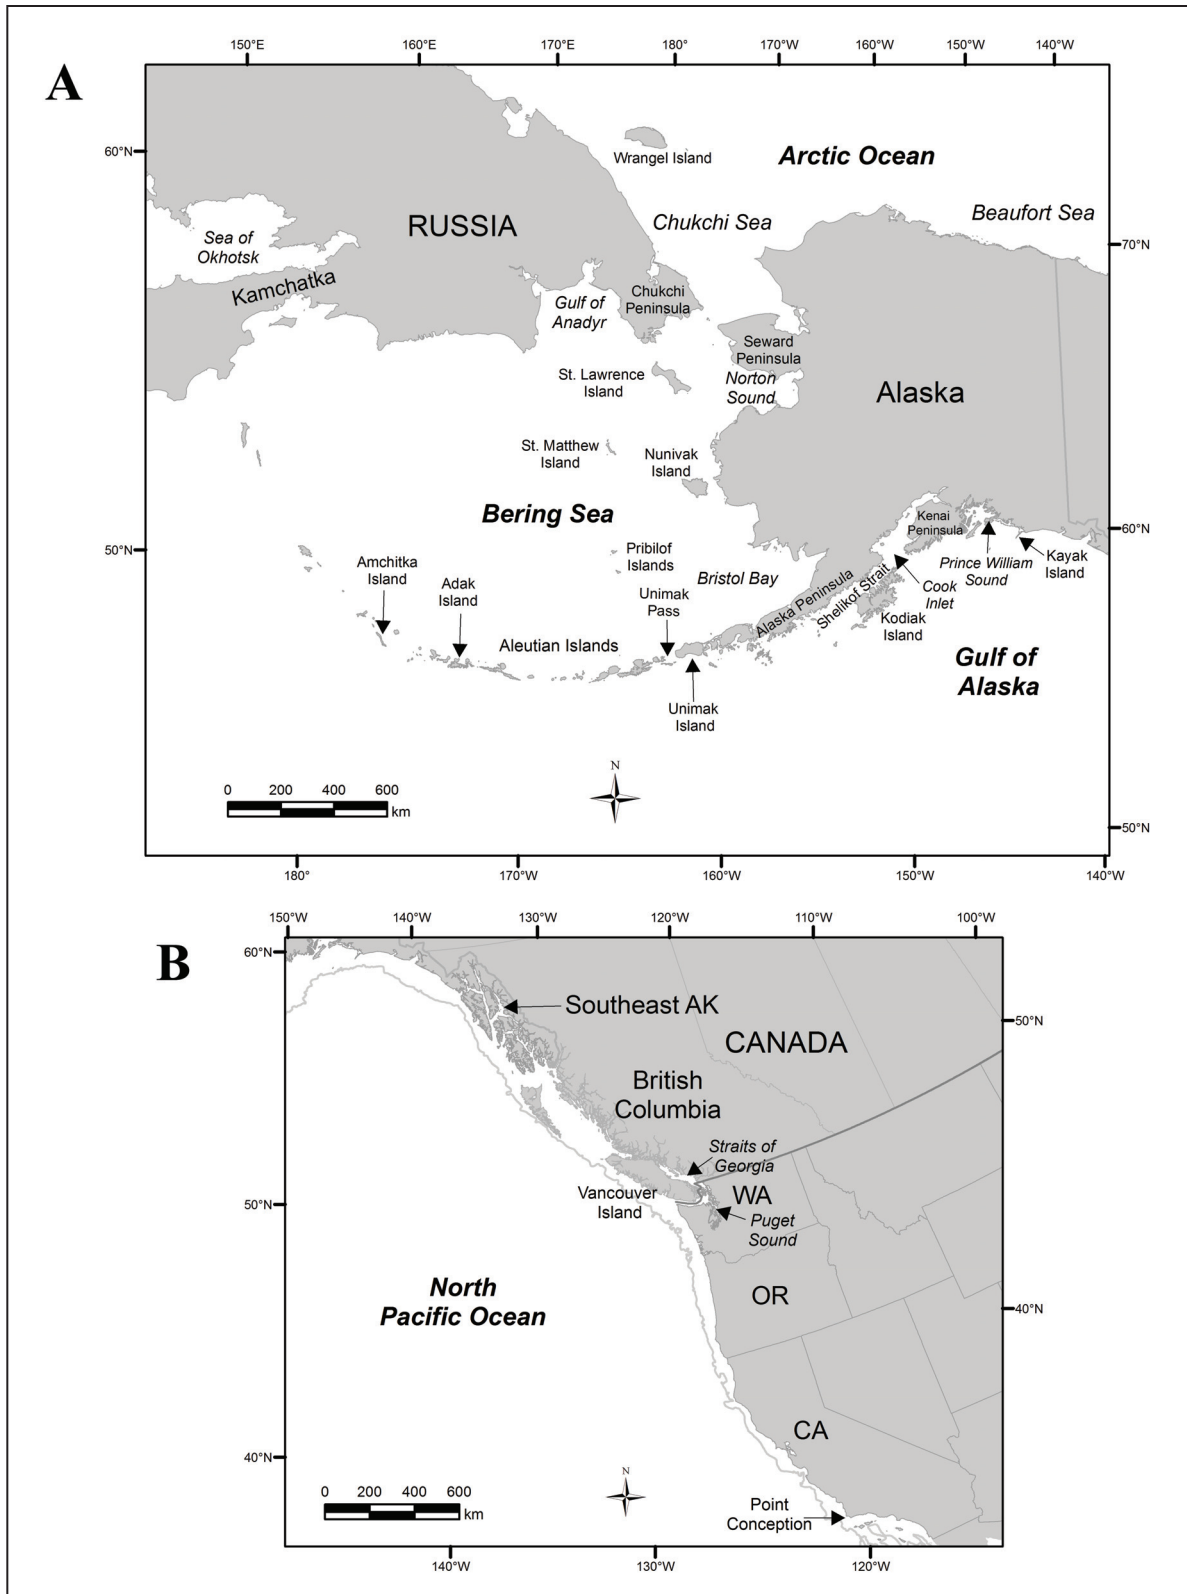 150°E 160°E 170°E 180° 170°W 160°W 150°W 140°W
A
60°N
Wrangel Island
Arctic Ocean
Beaufort Sea
Chukchi Sea
RUSSIA
Sea of
Okhotsk
70°N
Kamchatka
Gulf of
Anadyr
Chukchi
Peninsula
Seward
Peninsula
St. Lawrence
Island
Norton
Sound
Alaska
St. Matthew
Island
Nunivak
Island
Bering Sea
Kenai
Peninsula
60°N
50°N
Pribilof
Islands
Amchitka
Island
Adak
Island
Unimak
Pass
Bristol Bay
Alaska Peninsula
Shelikof Strait
Cook
Inlet
Prince William
Sound
Kayak
Island
Kodiak
Island
Aleutian Islands
Gulf of
Alaska
Unimak
Island
N
0 200 400 600
km
50°N
180° 170°W 160°W 150°W 140°W
150°W 140°W 130°W 120°W 110°W 100°W
B
60°N
Southeast AK
50°N
CANADA
British
Columbia
Straits of
Georgia
Vancouver
Island
WA
50°N
Puget
Sound
North
Pacific Ocean
OR
40°N
CA
40°N
N
0 200 400 600
km
Point
Conception
140°W 130°W 120°W